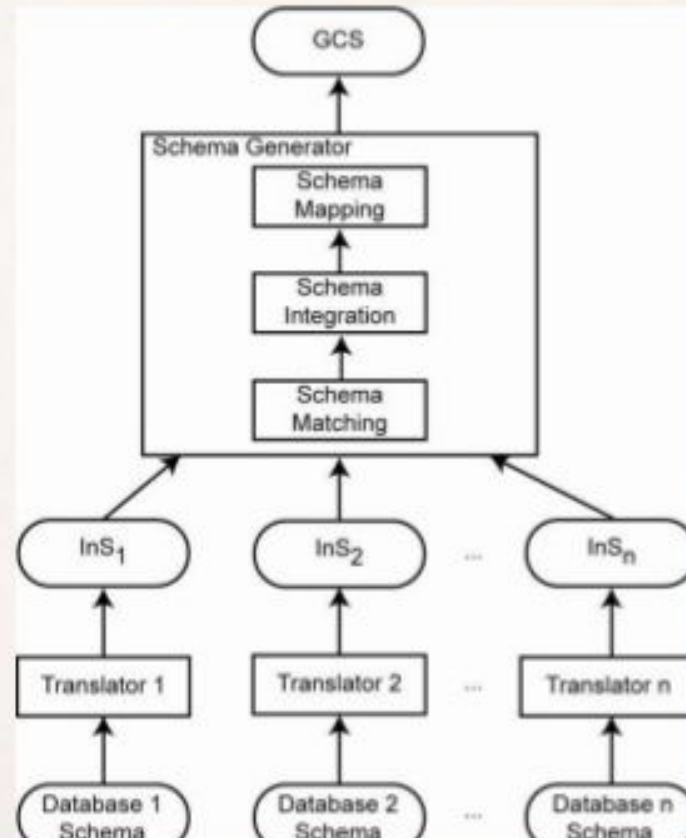 GCS
Schema Generator
Schema
Mapping
Schema
Integration
Schema
Matching
InS1 InS2 ... InSn
Translator 1 Translator 2 ... Translator n
Database 1 Database 2 ... Database n
Schema Schema Schema